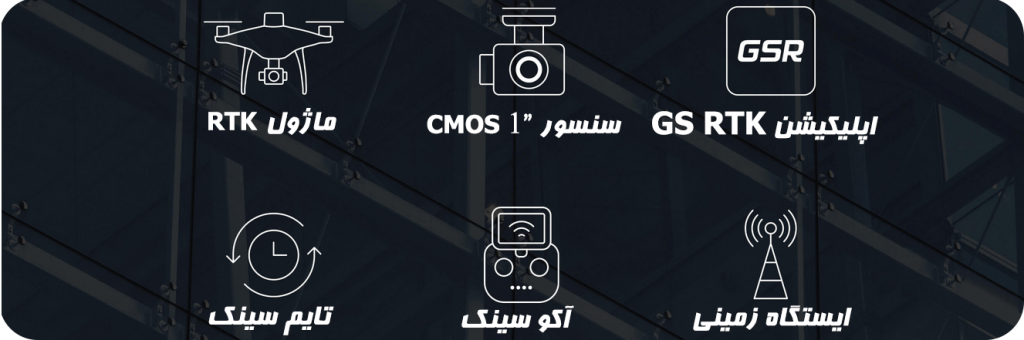 GSR
اپلیکیشن GS RTK
سنسور CMOS 1”
ماژول RTK
ایستگاه زمینی
آکو سینک
تایم سینک